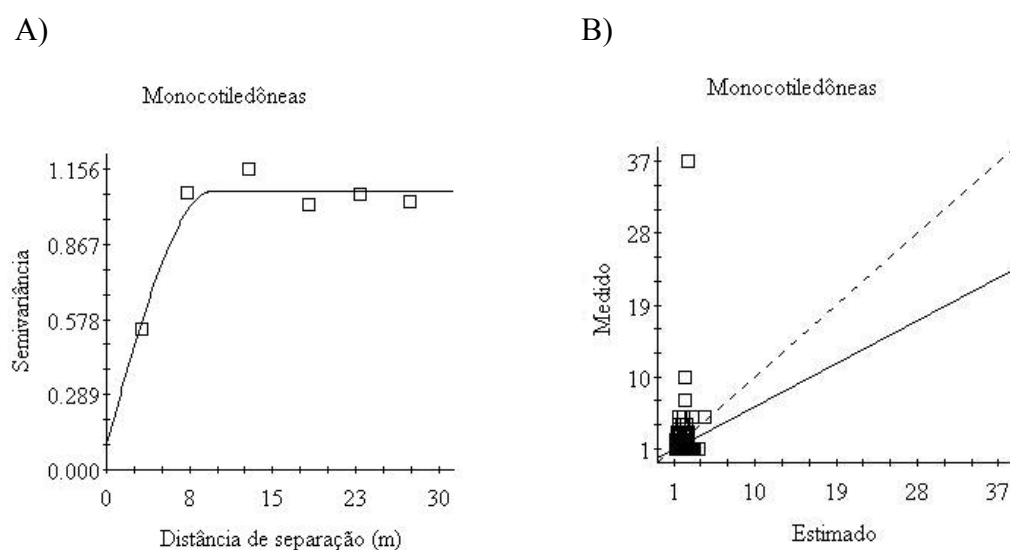 A)
Monocotiledôneas
Semivariância
1.156
0.867
0.578
0.289
0.000
0 8 15 23 30
Distância de separação (m)
B)
Monocotiledôneas
Medido
37
28
19
10
1
1 10 19 28 37
Estimado